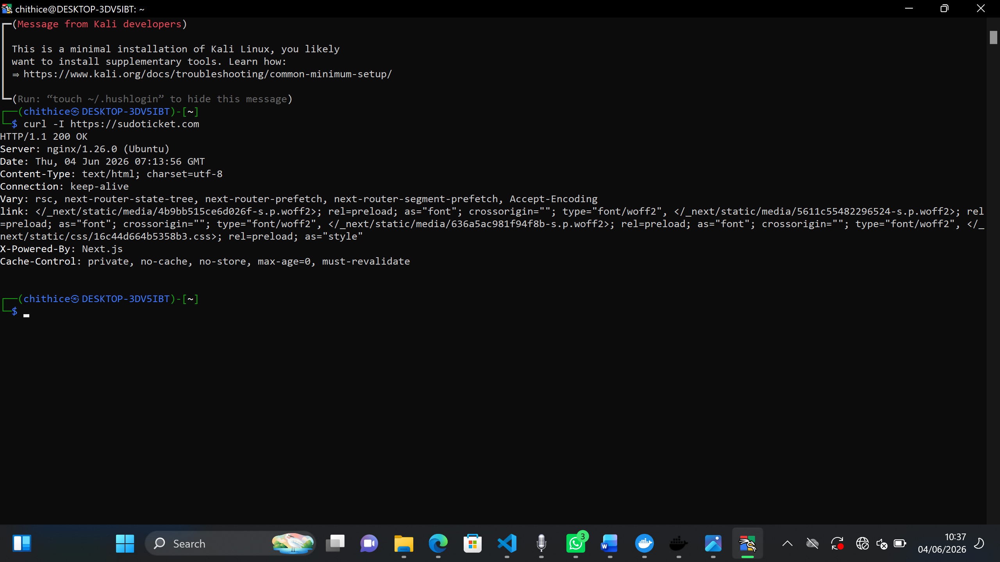 chithice@DESKTOP-3DV5IBT: ~
(Message from Kali developers)
This is a minimal installation of Kali Linux, you likely
want to install supplementary tools. Learn how:
⇒ https://www.kali.org/docs/troubleshooting/common-minimum-setup/
(Run: “touch ~/.hushlogin” to hide this message)
┌──(chithice㉿DESKTOP-3DV5IBT)-[~]
└─$ curl -I https://sudoticket.com
HTTP/1.1 200 OK
Server: nginx/1.26.0 (Ubuntu)
Date: Thu, 04 Jun 2026 07:13:56 GMT
Content-Type: text/html; charset=utf-8
Connection: keep-alive
Vary: rsc, next-router-state-tree, next-router-prefetch, next-router-segment-prefetch, Accept-Encoding
link: </_next/static/media/4b9bb515ce6d026f-s.p.woff2>; rel=preload; as="font"; crossorigin=""; type="font/woff2", </_next/static/media/5611c55482296524-s.p.woff2>; rel
=preload; as="font"; crossorigin=""; type="font/woff2", </_next/static/media/636a5ac981f94f8b-s.p.woff2>; rel=preload; as="font"; crossorigin=""; type="font/woff2", </_
next/static/css/16c44d664b5358b3.css>; rel=preload; as="style"
X-Powered-By: Next.js
Cache-Control: private, no-cache, no-store, max-age=0, must-revalidate
┌──(chithice㉿DESKTOP-3DV5IBT)-[~]
└─$
Search
W
3
10:37
04/06/2026